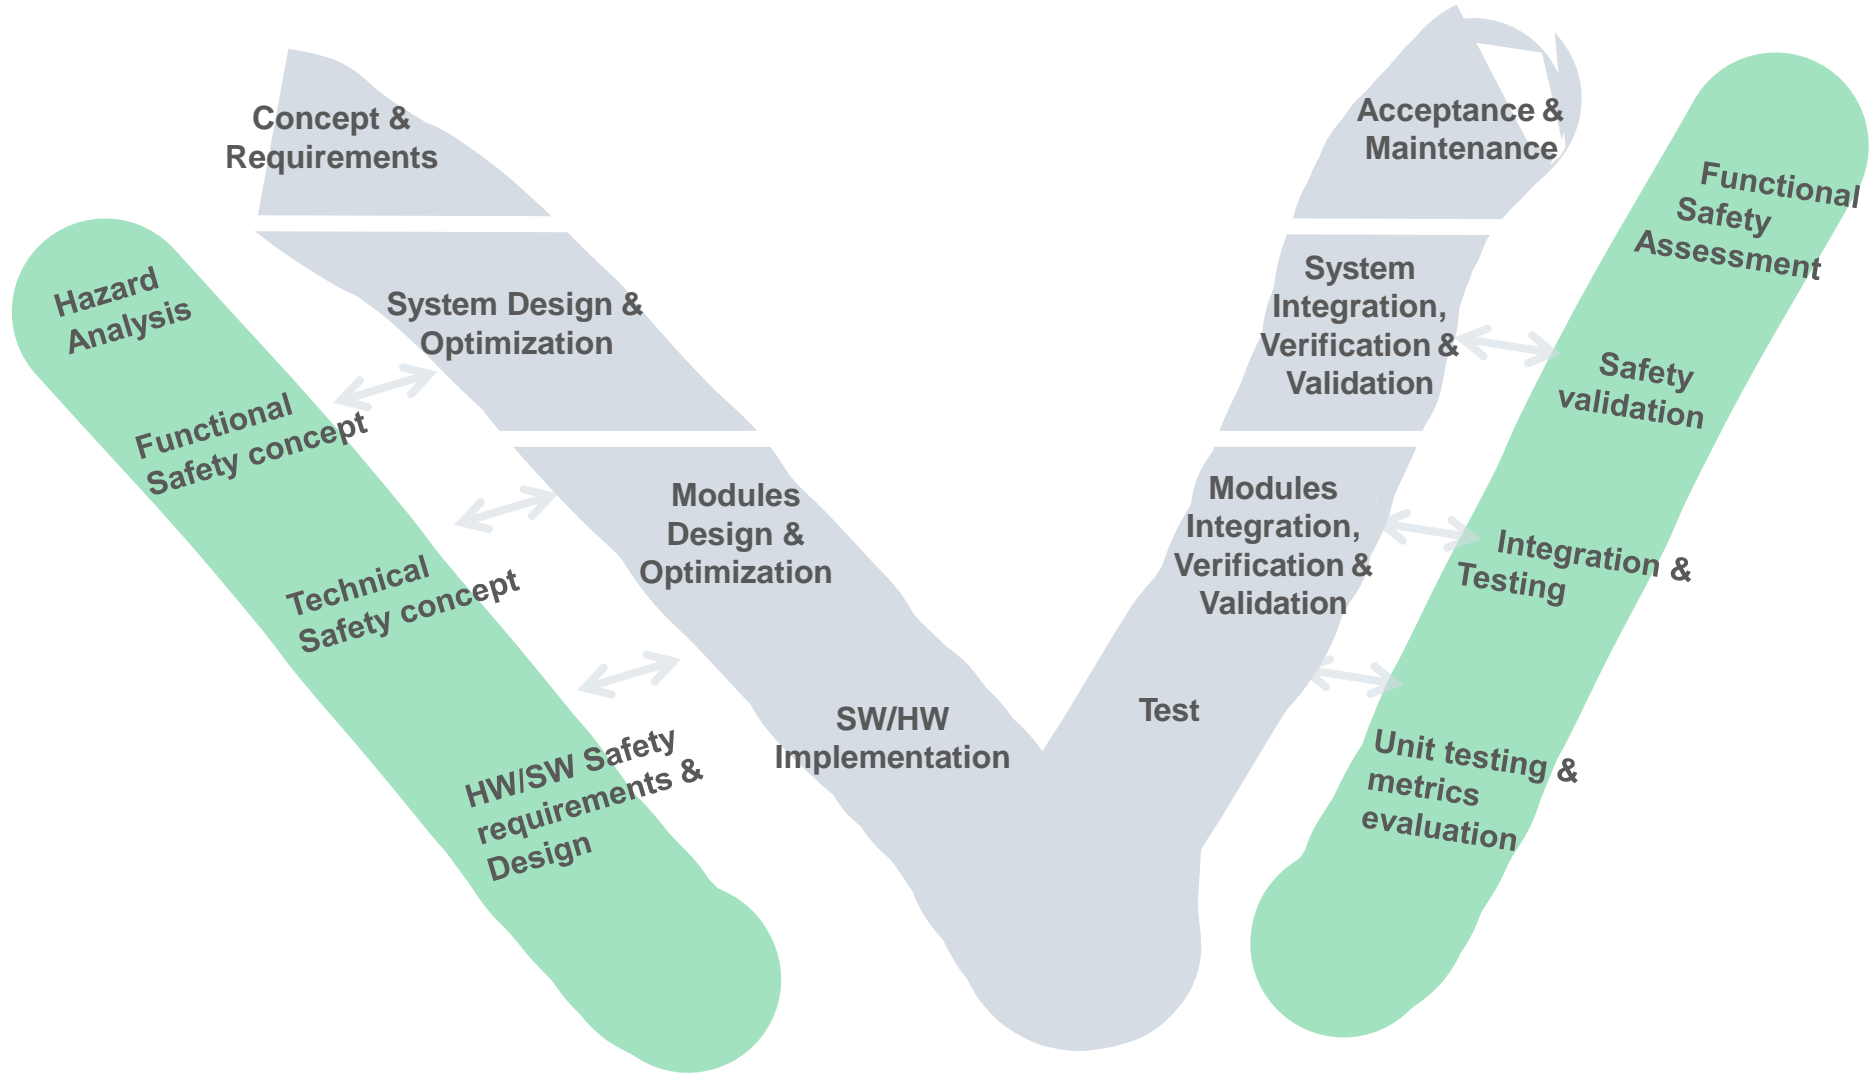 Concept &
Requirements
System Design &
Optimization
Modules
Design &
Optimization
SW/HW
Implementation
Test
Modules
Integration,
Verification &
Validation
System
Integration,
Verification &
Validation
Acceptance &
Maintenance
Hazard
Analysis
Functional
Safety concept
Technical
Safety concept
HW/SW Safety
requirements &
Design
Functional
Safety
Assessment
Safety
validation
Integration &
Testing
Unit testing &
metrics
evaluation